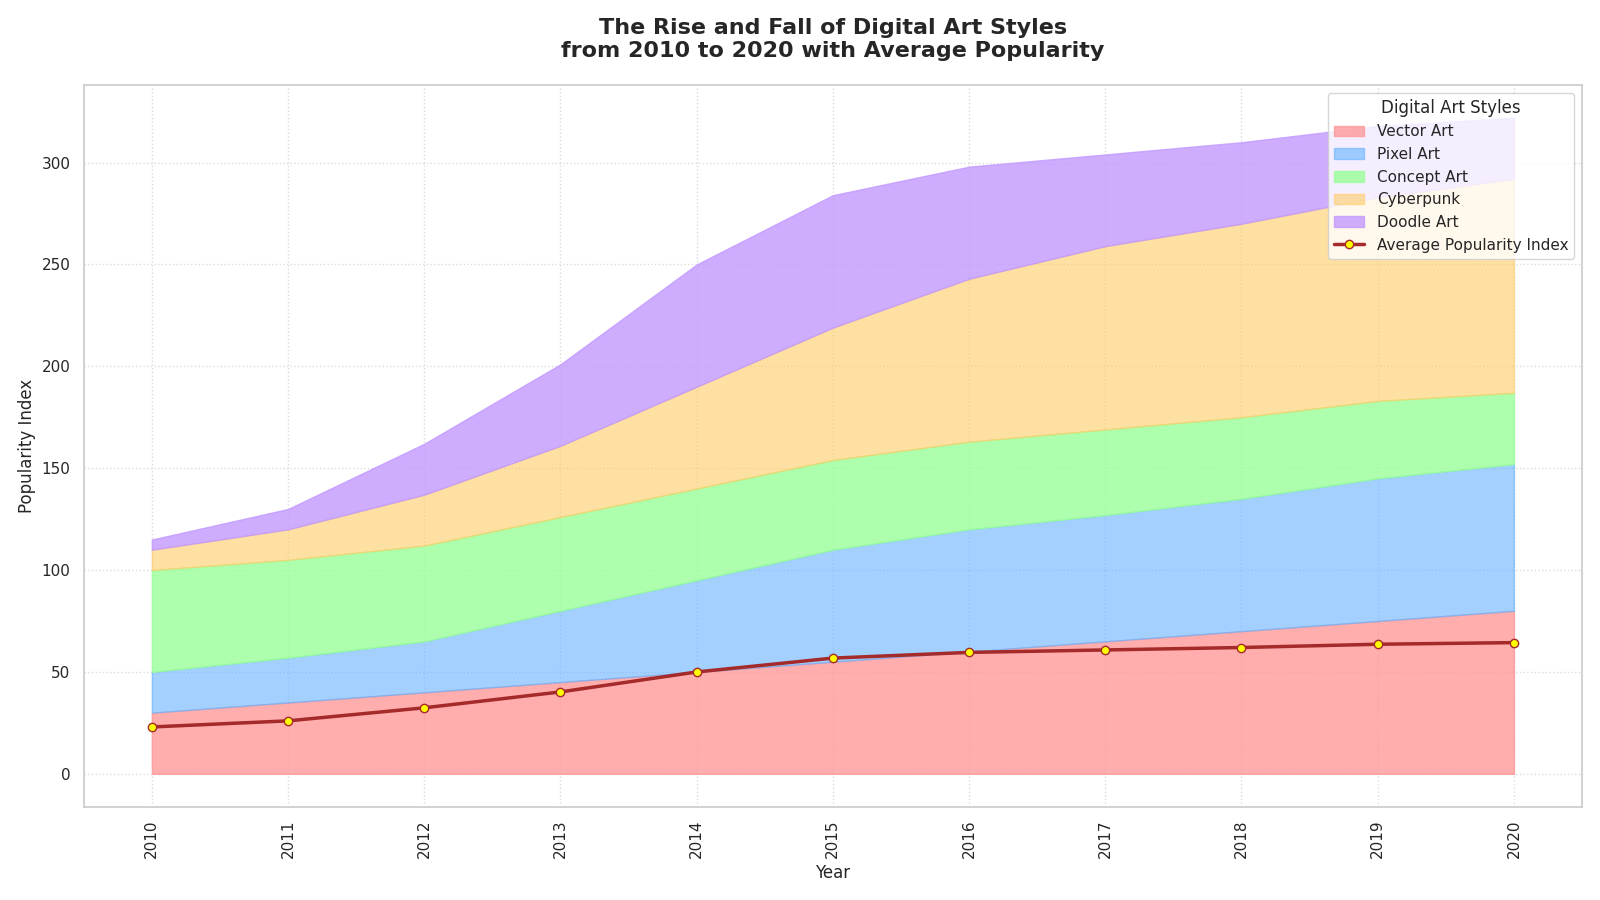 The Rise and Fall of Digital Art Styles
from 2010 to 2020 with Average Popularity
Digital Art Styles
Vector Art
Pixel Art
Concept Art
Cyberpunk
Doodle Art
Average Popularity Index
Popularity Index
300
250
200
150
100
50
0
2010
2011
2012
2013
2014
2015
2016
2017
2018
2019
2020
Year